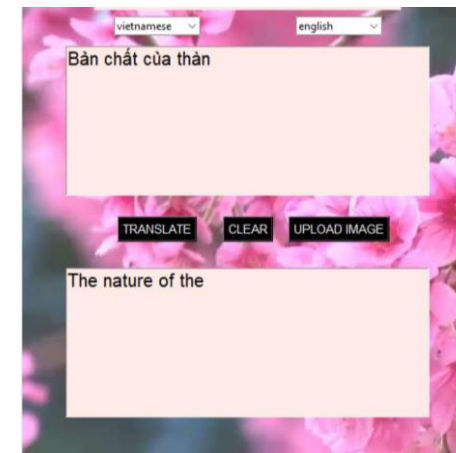 vietnamese english
Bản chất của thàn
TRANSLATE CLEAR UPLOAD IMAGE
The nature of the